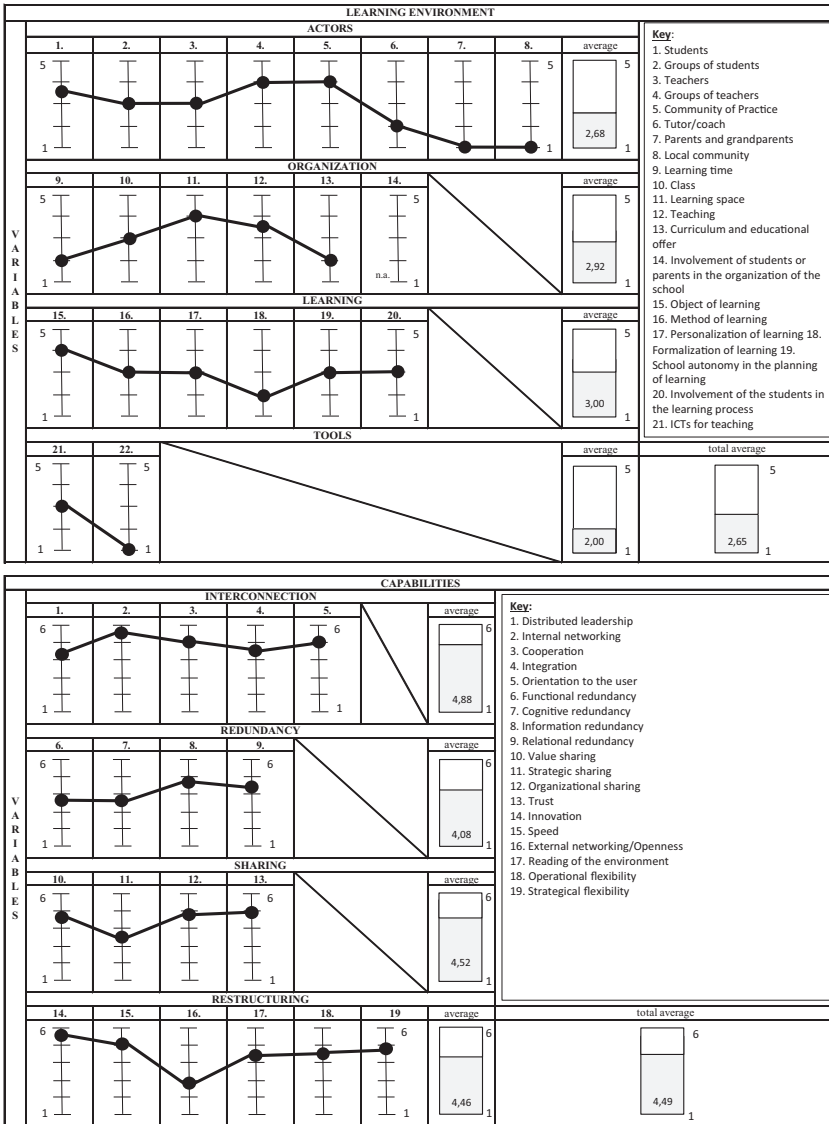 LEARNING ENVIRONMENT
ACTORS
1. 2. 3. 4. 5. 6. 7. 8. average
5 5 5
2,68
1 1 1
ORGANIZATION
9. 10. 11. 12. 13. 14. average
5 5 5
2,92
n.a.
1 1 1
LEARNING
15. 16. 17. 18. 19. 20. average
5 5 5
3,00
1 1 1
TOOLS
21. 22. average total average
5 5 5 5
2,00 2,65
1 1 1 1
VARIABLES
Key:
1. Students
2. Groups of students
3. Teachers
4. Groups of teachers
5. Community of Practice
6. Tutor/coach
7. Parents and grandparents
8. Local community
9. Learning time
10. Class
11. Learning space
12. Teaching
13. Curriculum and educational
offer
14. Involvement of students or
parents in the organization of the
school
15. Object of learning
16. Method of learning
17. Personalization of learning 18.
Formalization of learning 19.
School autonomy in the planning
of learning
20. Involvement of the students in
the learning process
21. ICTs for teaching
CAPABILITIES
INTERCONNECTION
1. 2. 3. 4. 5. average
6 6 6
4,88
1 1 1
REDUNDANCY
6. 7. 8. 9. average
6 6 6
4,08
1 1 1
SHARING
10. 11. 12. 13. average
6 6 6
4,52
1 1 1
RESTRUCTURING
14. 15. 16. 17. 18. 19 average total average
6 6 6 6
4,46 4,49
1 1 1 1
VARIABLES
Key:
1. Distributed leadership
2. Internal networking
3. Cooperation
4. Integration
5. Orientation to the user
6. Functional redundancy
7. Cognitive redundancy
8. Information redundancy
9. Relational redundancy
10. Value sharing
11. Strategic sharing
12. Organizational sharing
13. Trust
14. Innovation
15. Speed
16. External networking/Openness
17. Reading of the environment
18. Operational flexibility
19. Strategical flexibility